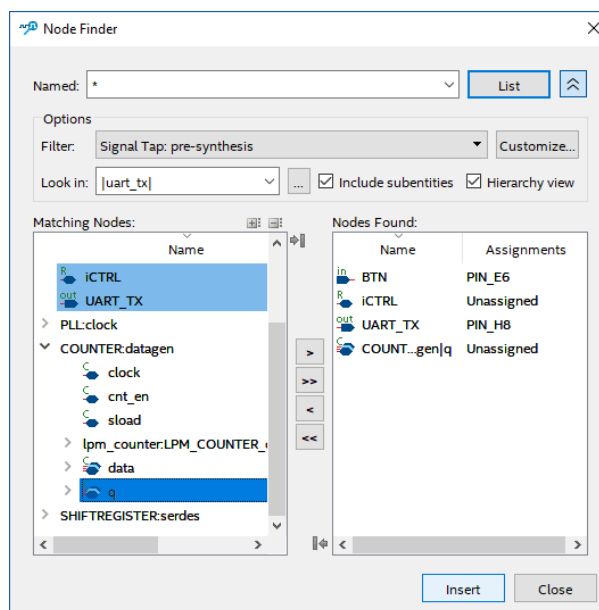 Node Finder
Named: *
List
Options
Filter: Signal Tap: pre-synthesis
Customize...
Look in: |uart_tx|
... Include subentities Hierarchy view
Matching Nodes:
Nodes Found:
Name
Name Assignments
R iCTRL
out UART_TX
PLL:clock
COUNTER:datagen
C clock
C cnt_en
C sload
lpm_counter:LPM_COUNTER_
C data
q
SHIFTREGISTER:serdes
>
>>
<
<<
in BTN PIN_E6
R iCTRL Unassigned
out UART_TX PIN_H8
C COUNT...gen|q Unassigned
Insert
Close